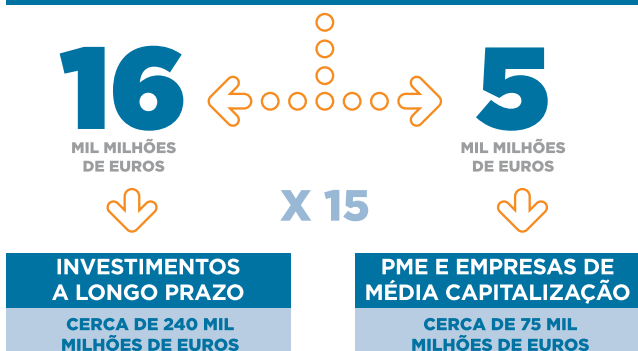 16
MIL MILHÕES
DE EUROS
5
MIL MILHÕES
DE EUROS
X 15
INVESTIMENTOS
A LONGO PRAZO
CERCA DE 240 MIL
MILHÕES DE EUROS
PME E EMPRESAS DE
MÉDIA CAPITALIZAÇÃO
CERCA DE 75 MIL
MILHÕES DE EUROS